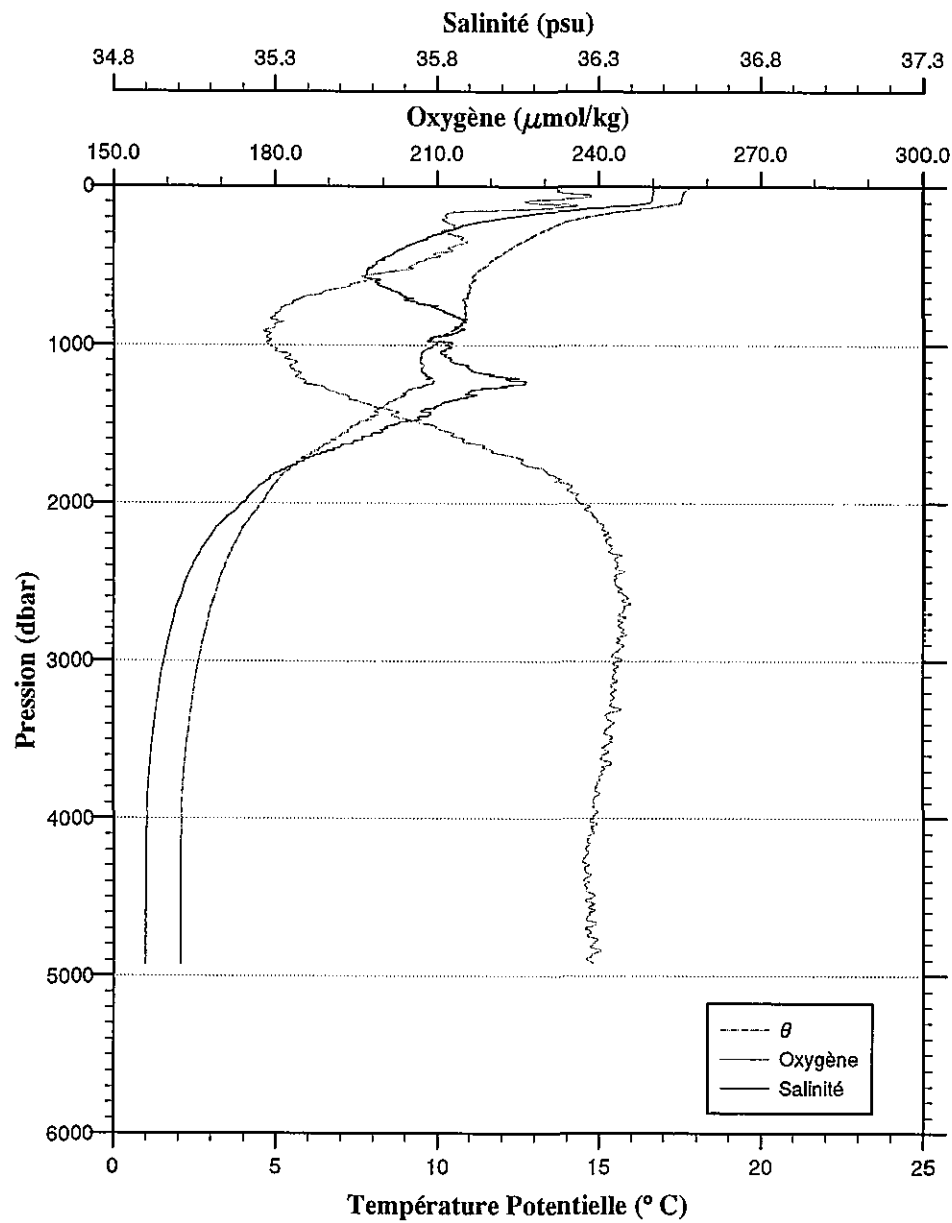 Salinité (psu)
34.8 35.3 35.8 36.3 36.8 37.3
Oxygène (μmol/kg)
150.0 180.0 210.0 240.0 270.0 300.0
0
1000
2000
3000
4000
5000
6000
Pression (dbar)
θ
Oxygène
Salinité
0 5 10 15 20 25
Température Potentielle (° C)